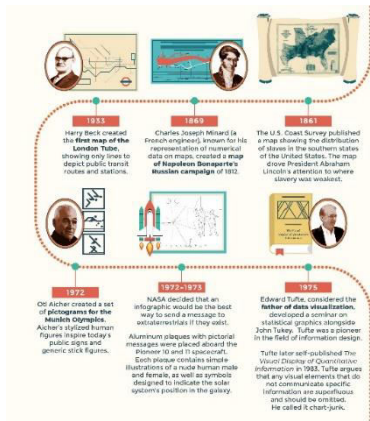 1933
Harry Beck created
the first map of the
London Tube,
showing only lines to
depict public transit
routes and stations.
1869
Charles Joseph Minard (a
French engineer), known for his
representation of numerical
data on maps, created a map
of Napoleon Bonaparte's
Russian campaign of 1812.
1861
The U.S. Coast Survey published
a map showing the distribution
of slaves in the southern states
of the United States. The map
drove President Abraham
Lincoln's attention to where
slavery was weakest.
1972
Otl Aicher created a set
of pictograms for the
Munich Olympics.
Aicher's stylized human
figures inspire today's
public signs and
generic stick figures.
1972-1973
NASA decided that an
infographic would be the best
way to send a message to
extraterrestrials if they exist.
Aluminum plaques with pictorial
messages were placed aboard the
Pioneer 10 and 11 spacecraft.
Each plaque contains simple
illustrations of a nude human male
and female, as well as symbols
designed to indicate the solar
system's position in the galaxy.
1975
Edward Tufte, considered the
father of data visualization,
developed a seminar on
statistical graphics alongside
John Tukey. Tufte was a pioneer
in the field of information design.
Tufte later self-published The
Visual Display of Quantitative
Information in 1983. Tufte argues
that any visual elements that do
not communicate specific
information are superfluous
and should be omitted.
He called it chart-junk.